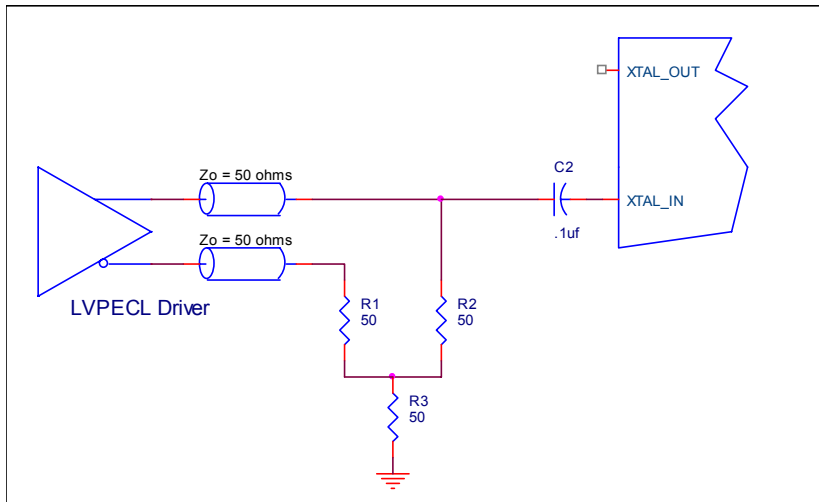 XTAL_OUT
Zo = 50 ohms
C2
XTAL_IN
.1uf
Zo = 50 ohms
LVPECL Driver
R1
50
R2
50
R3
50